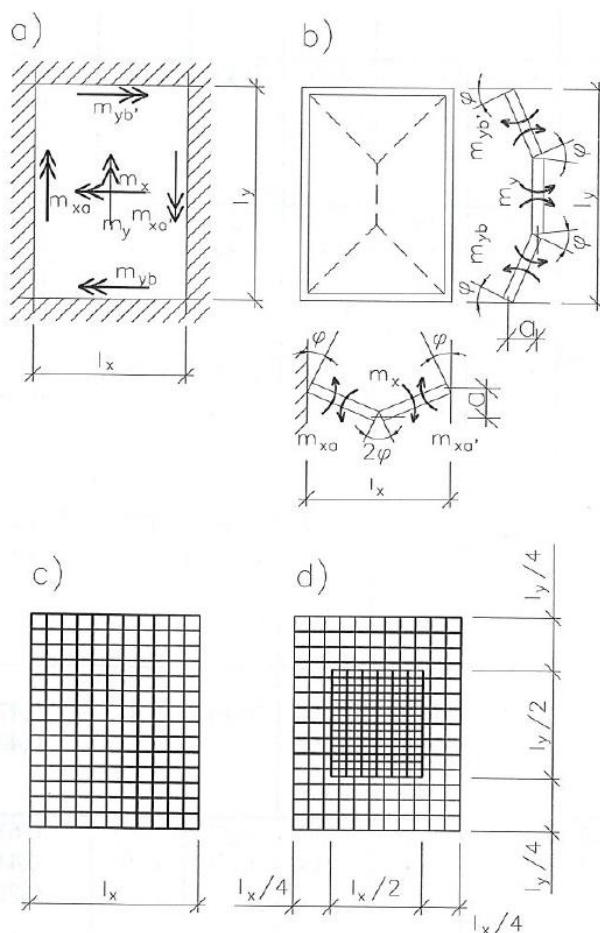 a)
m_yb'
m_x
m_xa
m_y
m_xa'
m_yb
l_y
l_x
b)
φ
m_yb'
φ
m_y
l_y
m_yb
φ
φ
a
φ
φ
m_x
a
m_xa
2φ
m_xa'
l_x
c)
l_x
d)
l_y/4
l_y/2
l_y/4
l_x/4
l_x/2
l_x/4